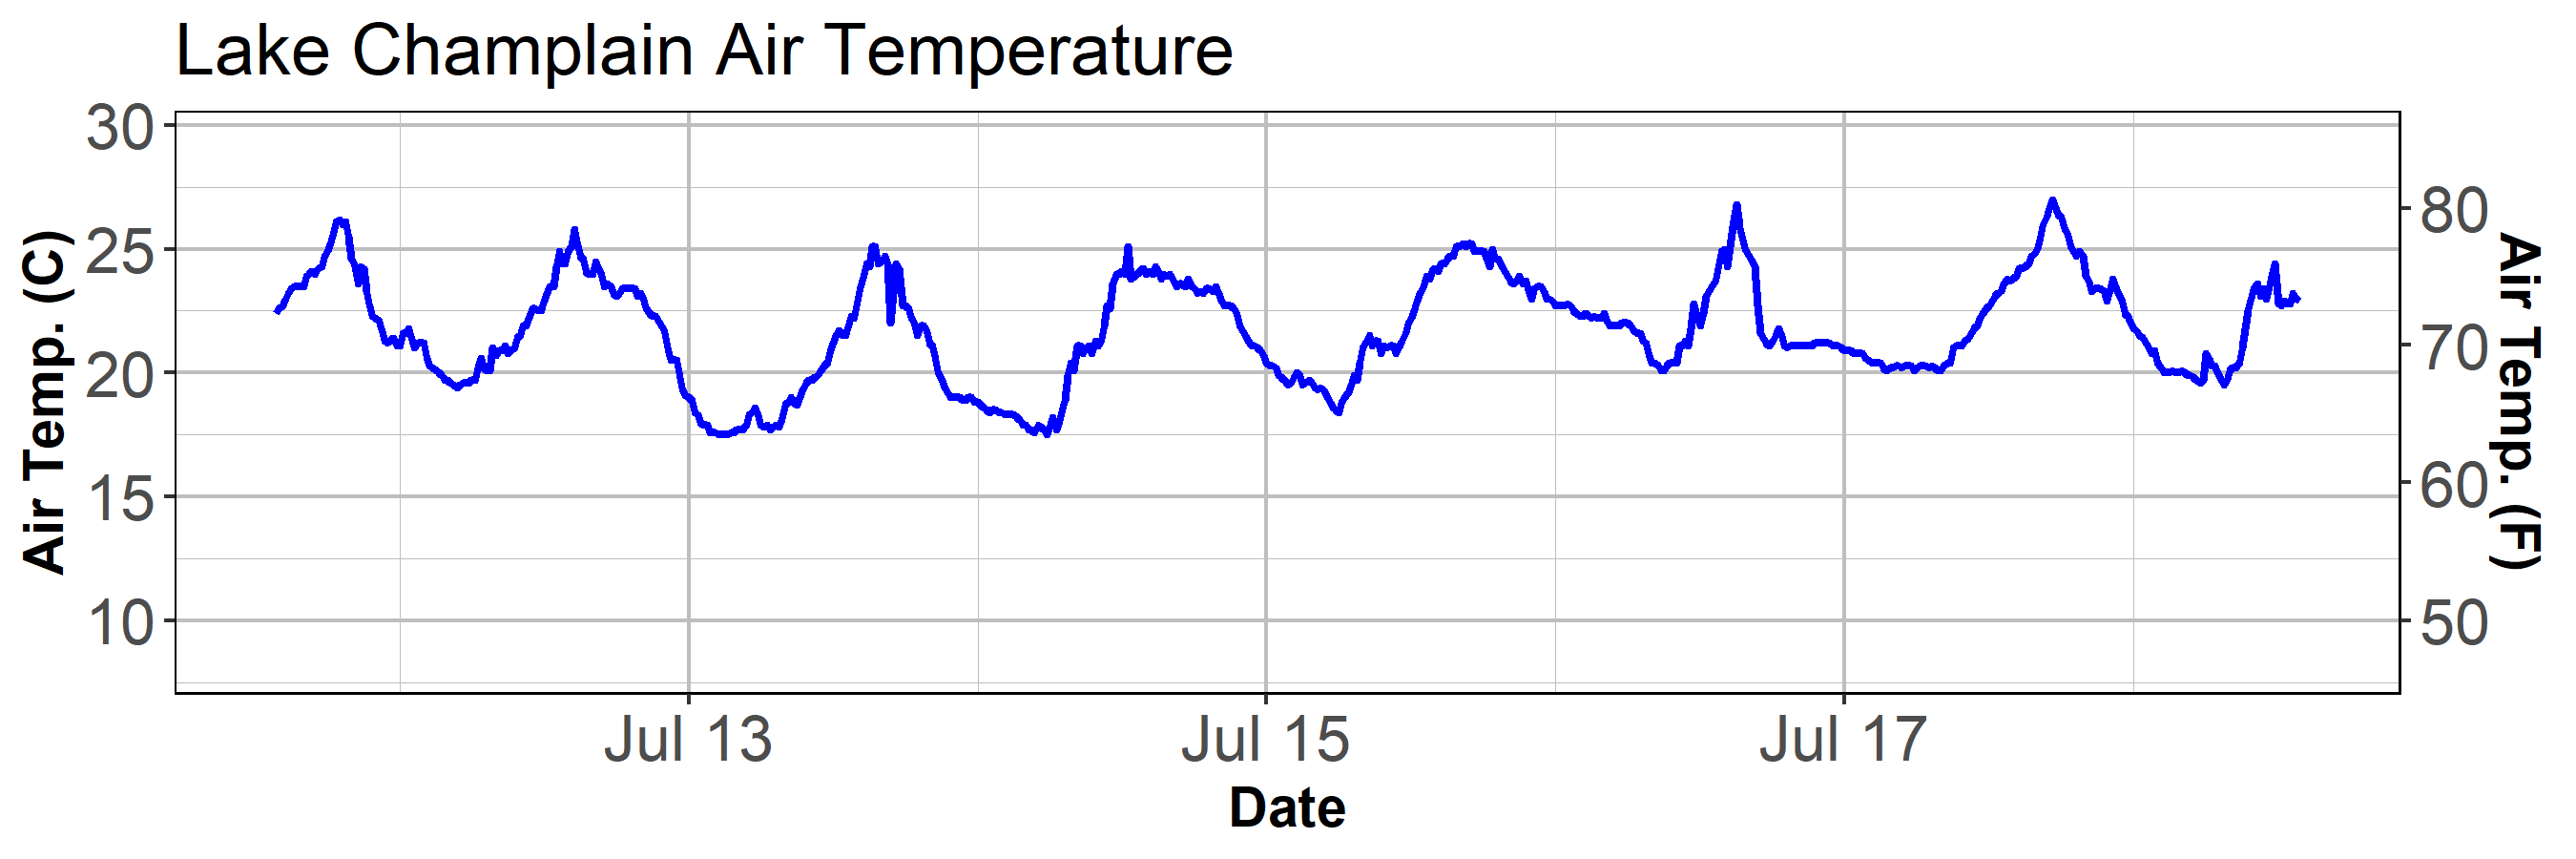 Lake Champlain Air Temperature
Air Temp. (C)
30
25
20
15
10
80
70
60
50
Air Temp. (F)
Jul 13 Jul 15 Jul 17
Date